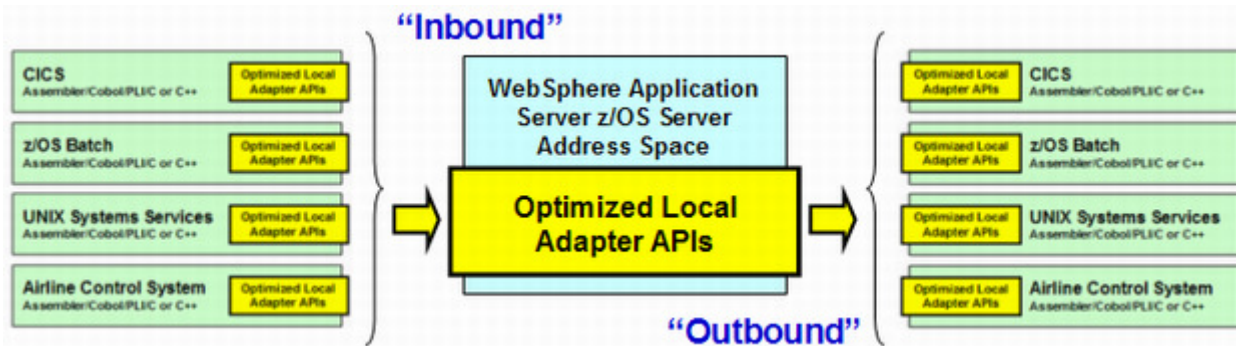 “Inbound”
CICS
Assembler/Cobol/PLI/C or C++
Optimized Local
Adapter APIs
z/OS Batch
Assembler/Cobol/PLI/C or C++
Optimized Local
Adapter APIs
UNIX Systems Services
Assembler/Cobol/PLI/C or C++
Optimized Local
Adapter APIs
Airline Control System
Assembler/Cobol/PLI/C or C++
Optimized Local
Adapter APIs
WebSphere Application
Server z/OS Server
Address Space
Optimized Local
Adapter APIs
“Outbound”
Optimized Local
Adapter APIs
CICS
Assembler/Cobol/PLI/C or C++
Optimized Local
Adapter APIs
z/OS Batch
Assembler/Cobol/PLI/C or C++
Optimized Local
Adapter APIs
UNIX Systems Services
Assembler/Cobol/PLI/C or C++
Optimized Local
Adapter APIs
Airline Control System
Assembler/Cobol/PLI/C or C++